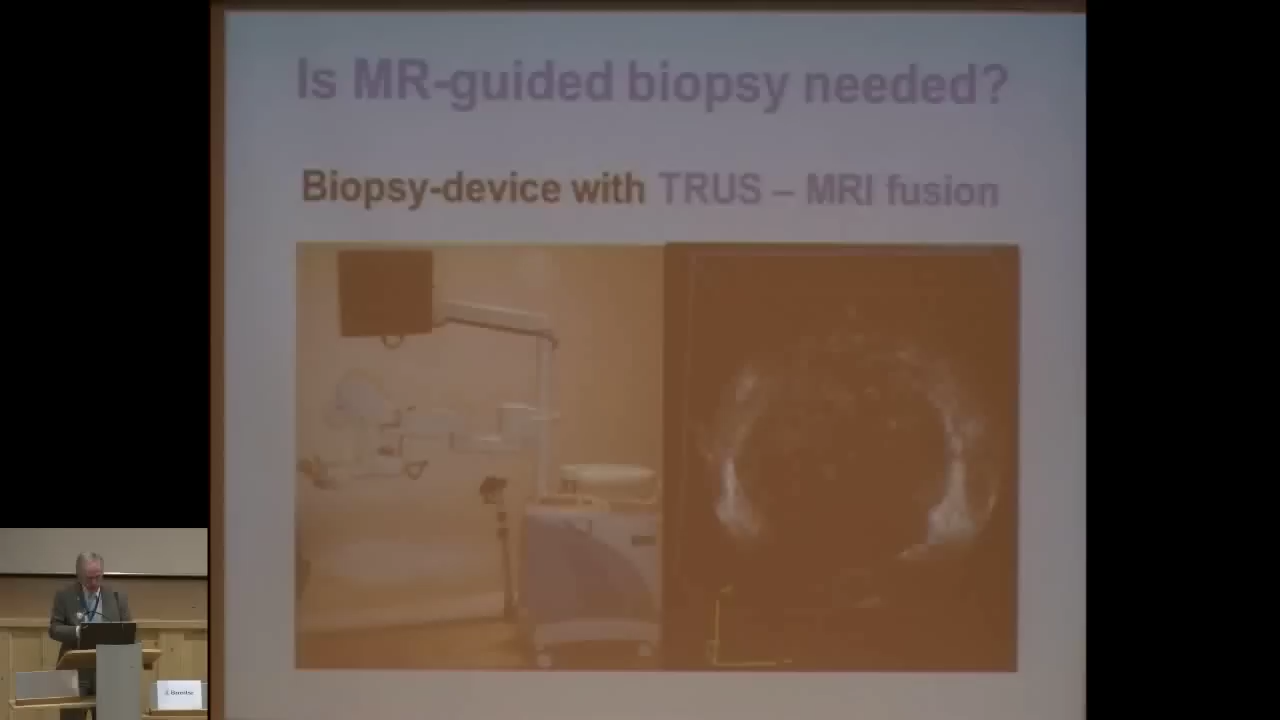 Is MR-guided biopsy needed?
Biopsy-device with TRUS – MRI fusion